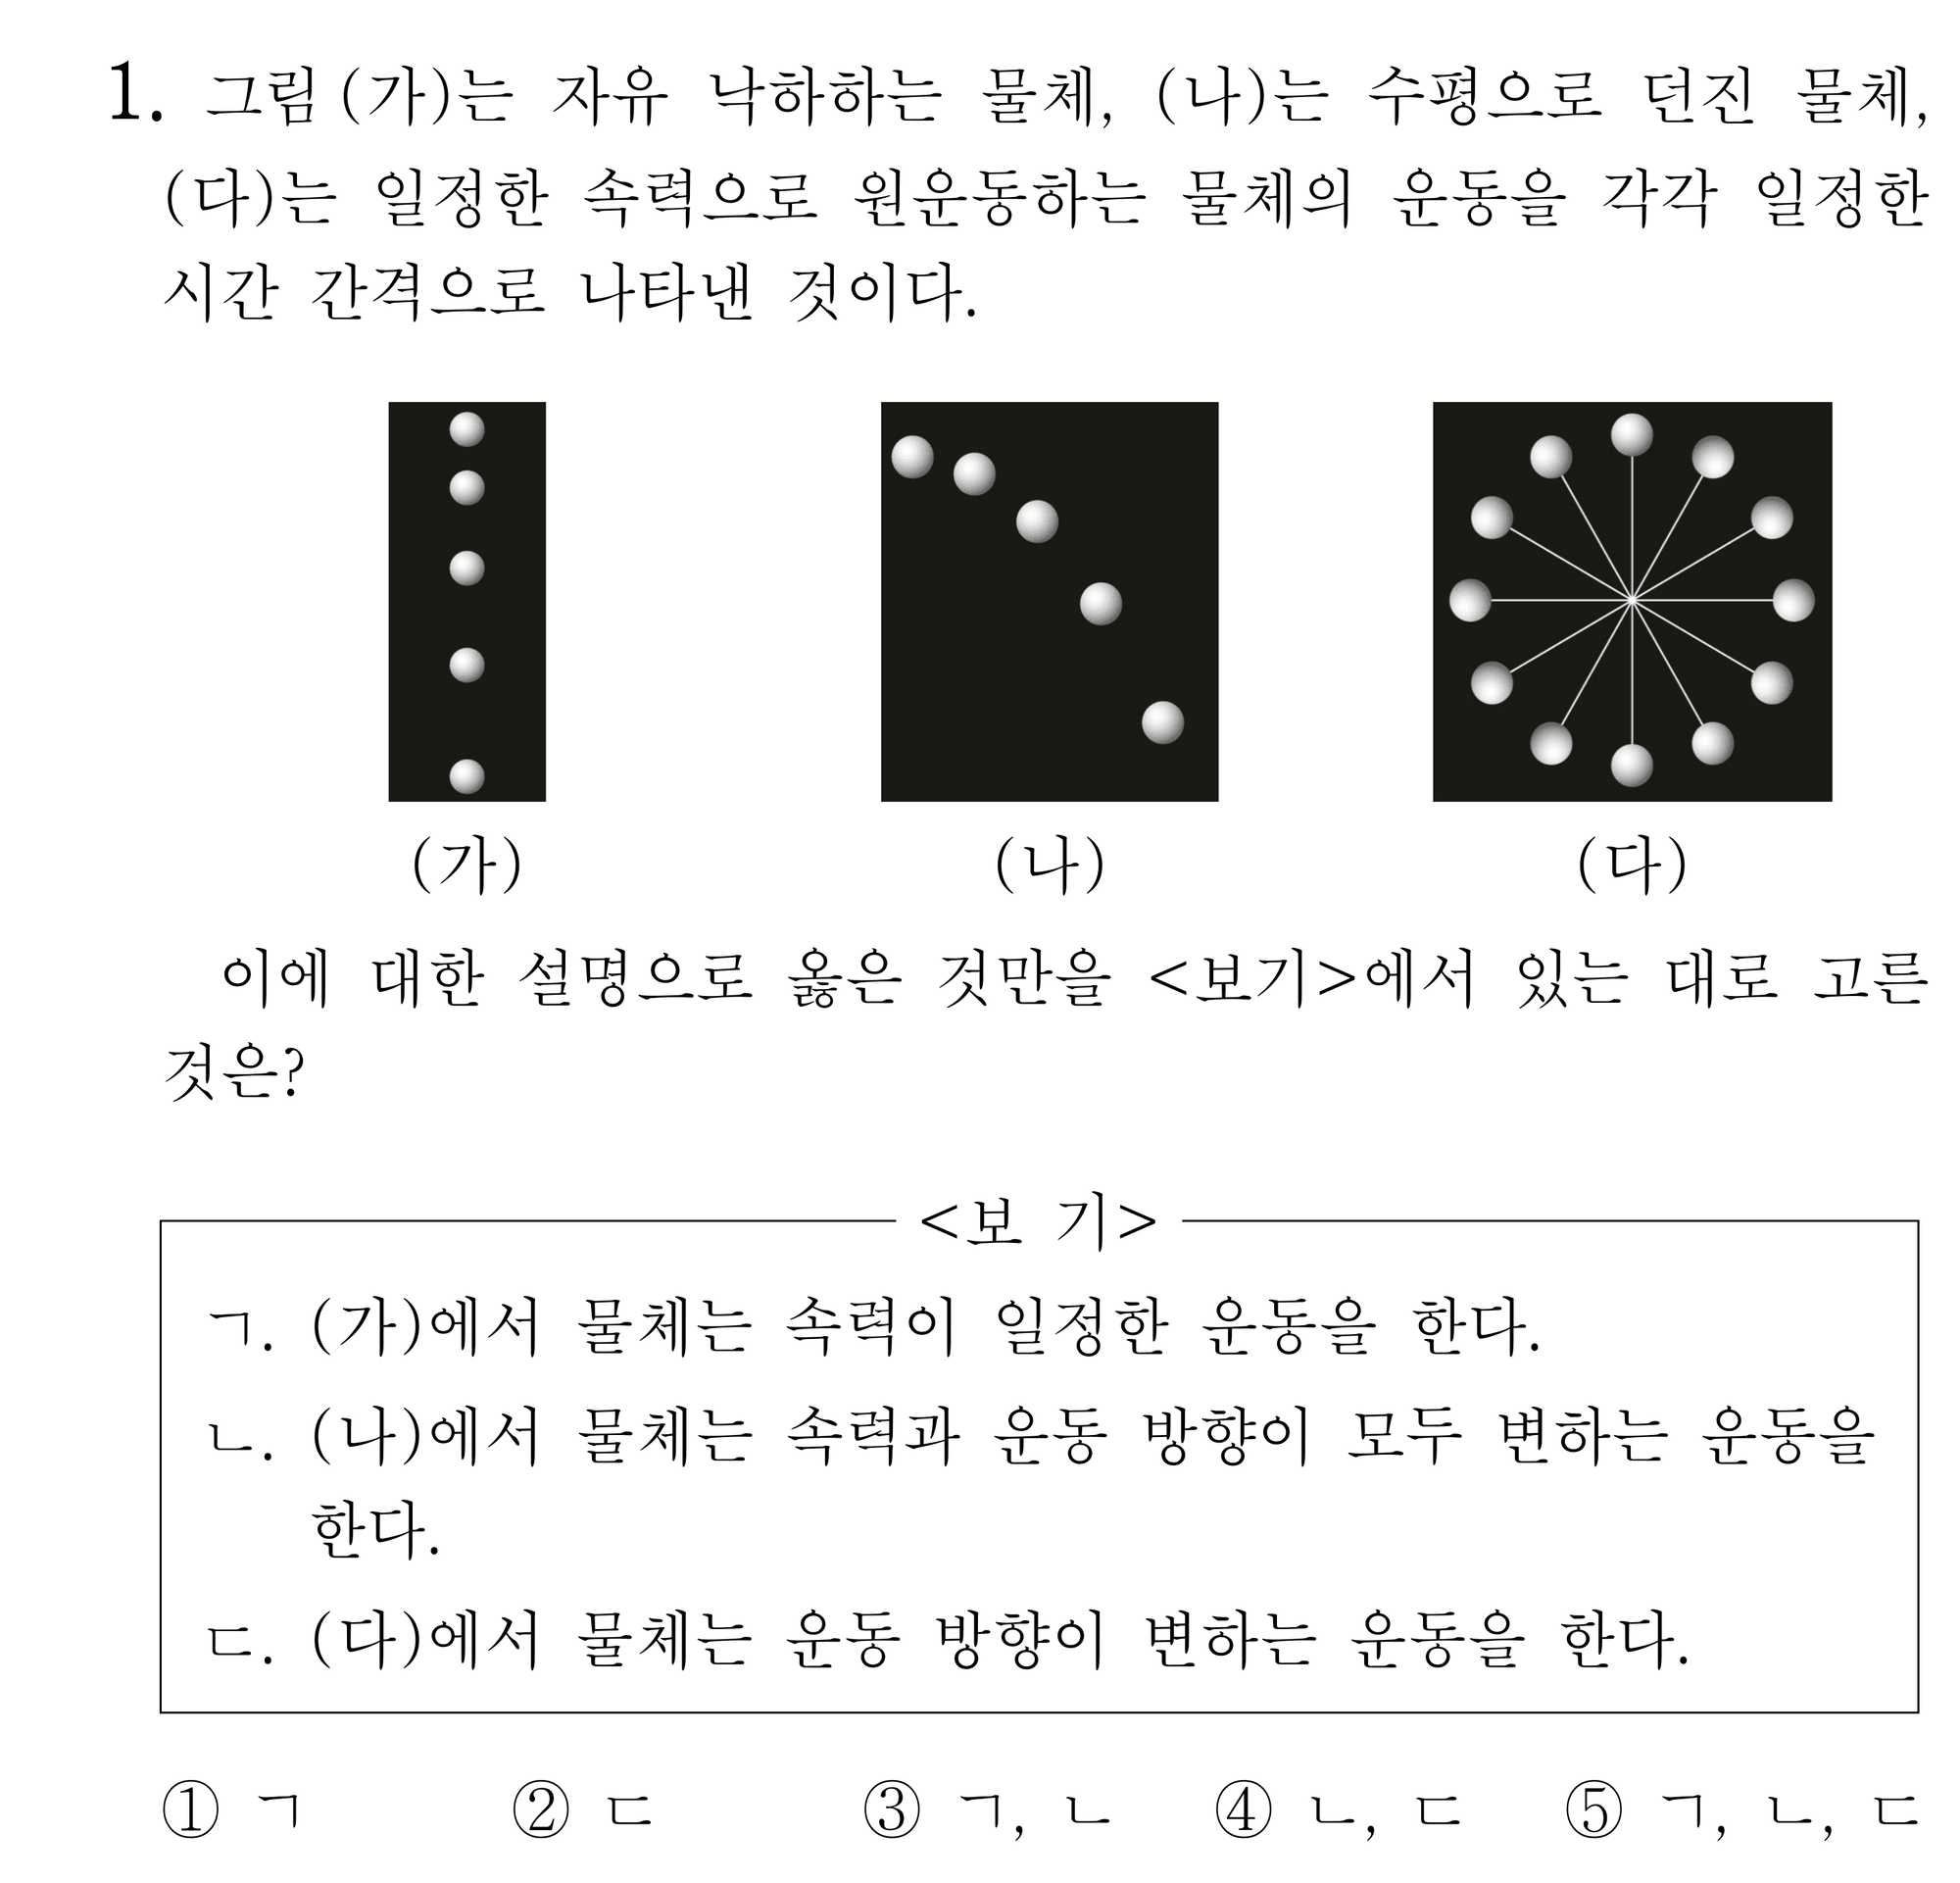 1. 그림 (가)는 자유 낙하하는 물체, (나)는 수평으로 던진 물체,
(다)는 일정한 속력으로 원운동하는 물체의 운동을 각각 일정한
시간 간격으로 나타낸 것이다.
(가) (나) (다)
이에 대한 설명으로 옳은 것만을 <보기>에서 있는 대로 고른
것은?
<보 기>
ㄱ. (가)에서 물체는 속력이 일정한 운동을 한다.
ㄴ. (나)에서 물체는 속력과 운동 방향이 모두 변하는 운동을
한다.
ㄷ. (다)에서 물체는 운동 방향이 변하는 운동을 한다.
① ㄱ ② ㄷ ③ ㄱ, ㄴ ④ ㄴ, ㄷ ⑤ ㄱ, ㄴ, ㄷ